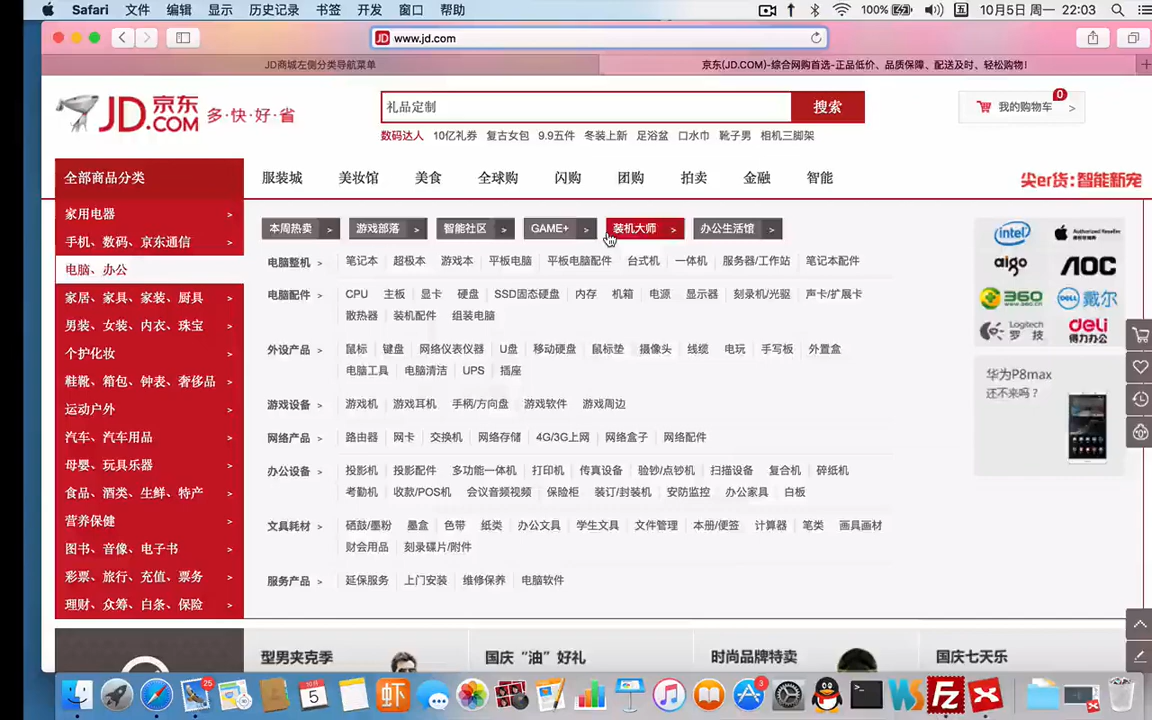 Safari 文件 编辑 显示 历史记录 书签 开发 窗口 帮助 100% 五 10月5日 周一 22:03
JD www.jd.com
JD商城左侧分类导航菜单 京东(JD.COM)-综合网购首选-正品低价、品质保障、配送及时、轻松购物!
JD京东.COM 多·快·好·省
礼品定制 搜索
我的购物车 0 >
数码达人 10亿礼券 复古女包 9.9五件 冬装上新 足浴盆 口水巾 靴子男 相机三脚架
全部商品分类 服装城 美妆馆 美食 全球购 闪购 团购 拍卖 金融 智能 尖er货:智能新宠
家用电器 >
手机、数码、京东通信 >
电脑、办公
家居、家具、家装、厨具 >
男装、女装、内衣、珠宝 >
个护化妆 >
鞋靴、箱包、钟表、奢侈品 >
运动户外 >
汽车、汽车用品 >
母婴、玩具乐器 >
食品、酒类、生鲜、特产 >
营养保健 >
图书、音像、电子书 >
彩票、旅行、充值、票务 >
理财、众筹、白条、保险 >
本周热卖 > 游戏部落 > 智能社区 > GAME+ > 装机大师 > 办公生活馆 >
电脑整机 > 笔记本 超极本 游戏本 平板电脑 平板电脑配件 台式机 一体机 服务器/工作站 笔记本配件
电脑配件 > CPU 主板 显卡 硬盘 SSD固态硬盘 内存 机箱 电源 显示器 刻录机/光驱 声卡/扩展卡
散热器 装机配件 组装电脑
外设产品 > 鼠标 键盘 网络仪表仪器 U盘 移动硬盘 鼠标垫 摄像头 线缆 电玩 手写板 外置盒
电脑工具 电脑清洁 UPS 插座
游戏设备 > 游戏机 游戏耳机 手柄/方向盘 游戏软件 游戏周边
网络产品 > 路由器 网卡 交换机 网络存储 4G/3G上网 网络盒子 网络配件
办公设备 > 投影机 投影配件 多功能一体机 打印机 传真设备 验钞/点钞机 扫描设备 复合机 碎纸机
考勤机 收款/POS机 会议音频视频 保险柜 装订/封装机 安防监控 办公家具 白板
文具耗材 > 硒鼓/墨粉 墨盒 色带 纸类 办公文具 学生文具 文件管理 本册/便签 计算器 笔类 画具画材
财会用品 刻录碟片/附件
服务产品 > 延保服务 上门安装 维修保养 电脑软件
intel Authorised Reseller
aigo AOC
360 DELL 戴尔
Logitech 罗技 deli 得力办公
华为P8max
还不来吗？
型男夹克季 国庆“油”好礼 时尚品牌特卖 国庆七天乐
25 10月 5 虾 3 WS FZ